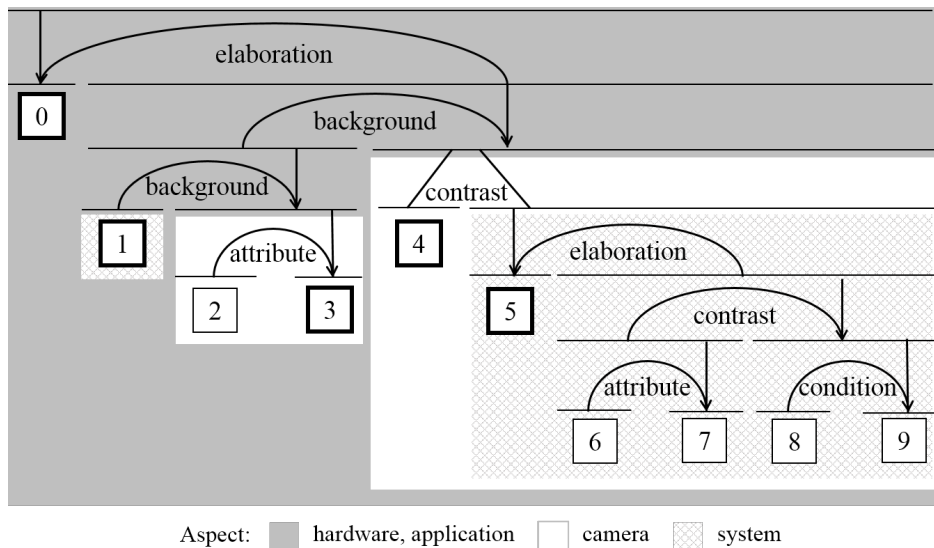 elaboration
0
background
background
contrast
1
4
attribute
elaboration
2
3
5
contrast
attribute
condition
6
7
8
9
Aspect: hardware, application camera system